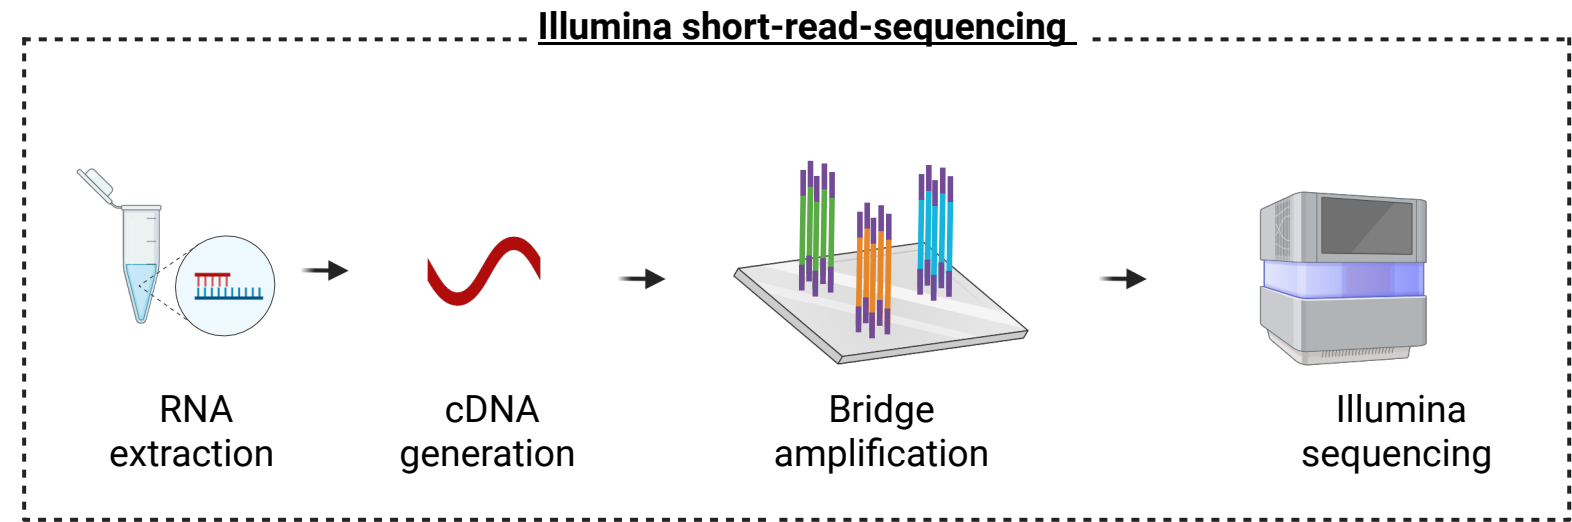 Illumina short-read-sequencing
RNA
extraction
cDNA
generation
Bridge
amplification
Illumina
sequencing